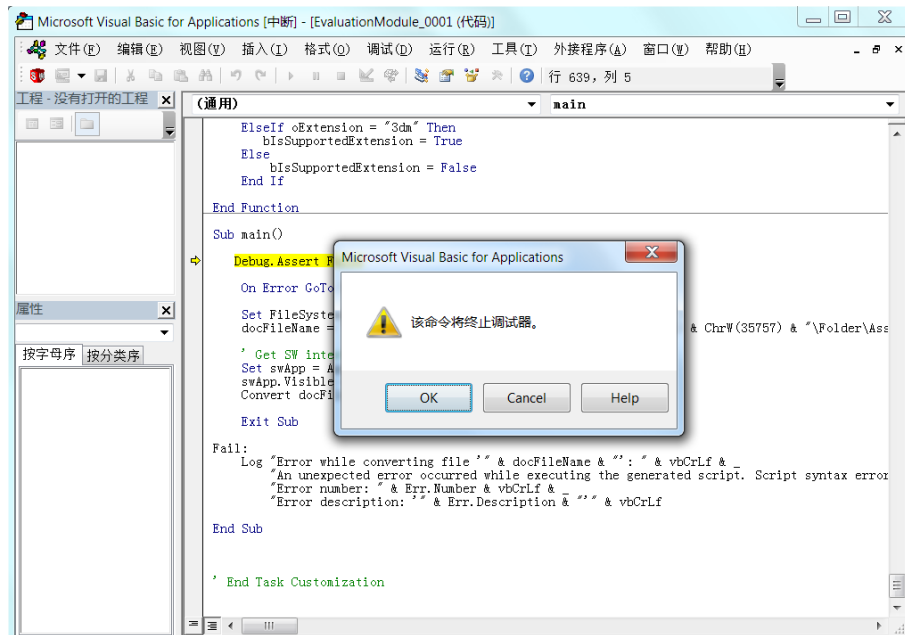 Microsoft Visual Basic for Applications [中断] - [EvaluationModule_0001 (代码)]
文件(F) 编辑(E) 视图(V) 插入(I) 格式(O) 调试(D) 运行(R) 工具(T) 外接程序(A) 窗口(W) 帮助(H)
行 639，列 5
工程 - 没有打开的工程
(通用)
main
ElseIf oExtension = "3dm" Then
bIsSupportedExtension = True
Else
bIsSupportedExtension = False
End If
End Function
Sub main()
Debug.Assert F
On Error GoTo
Set FileSyste
docFileName = & ChrW(35757) & "\Folder\Ass
' Get SW inte
Set swApp = A
swApp.Visible
Convert docFi
Exit Sub
Fail:
Log "Error while converting file '" & docFileName & "': " & vbCrLf & _
"An unexpected error occurred while executing the generated script. Script syntax error
"Error number: " & Err.Number & vbCrLf & _
"Error description: '" & Err.Description & "'" & vbCrLf
End Sub
' End Task Customization
属性
按字母序 按分类序
Microsoft Visual Basic for Applications
该命令将终止调试器。
OK Cancel Help